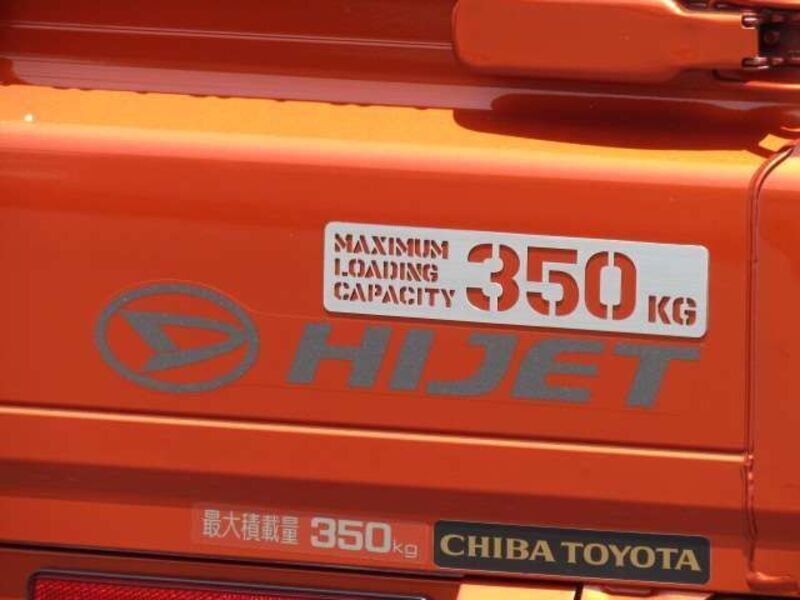 MAXIMUM
LOADING
CAPACITY
350 KG
HIJET
最大積載量 350kg
CHIBA TOYOTA